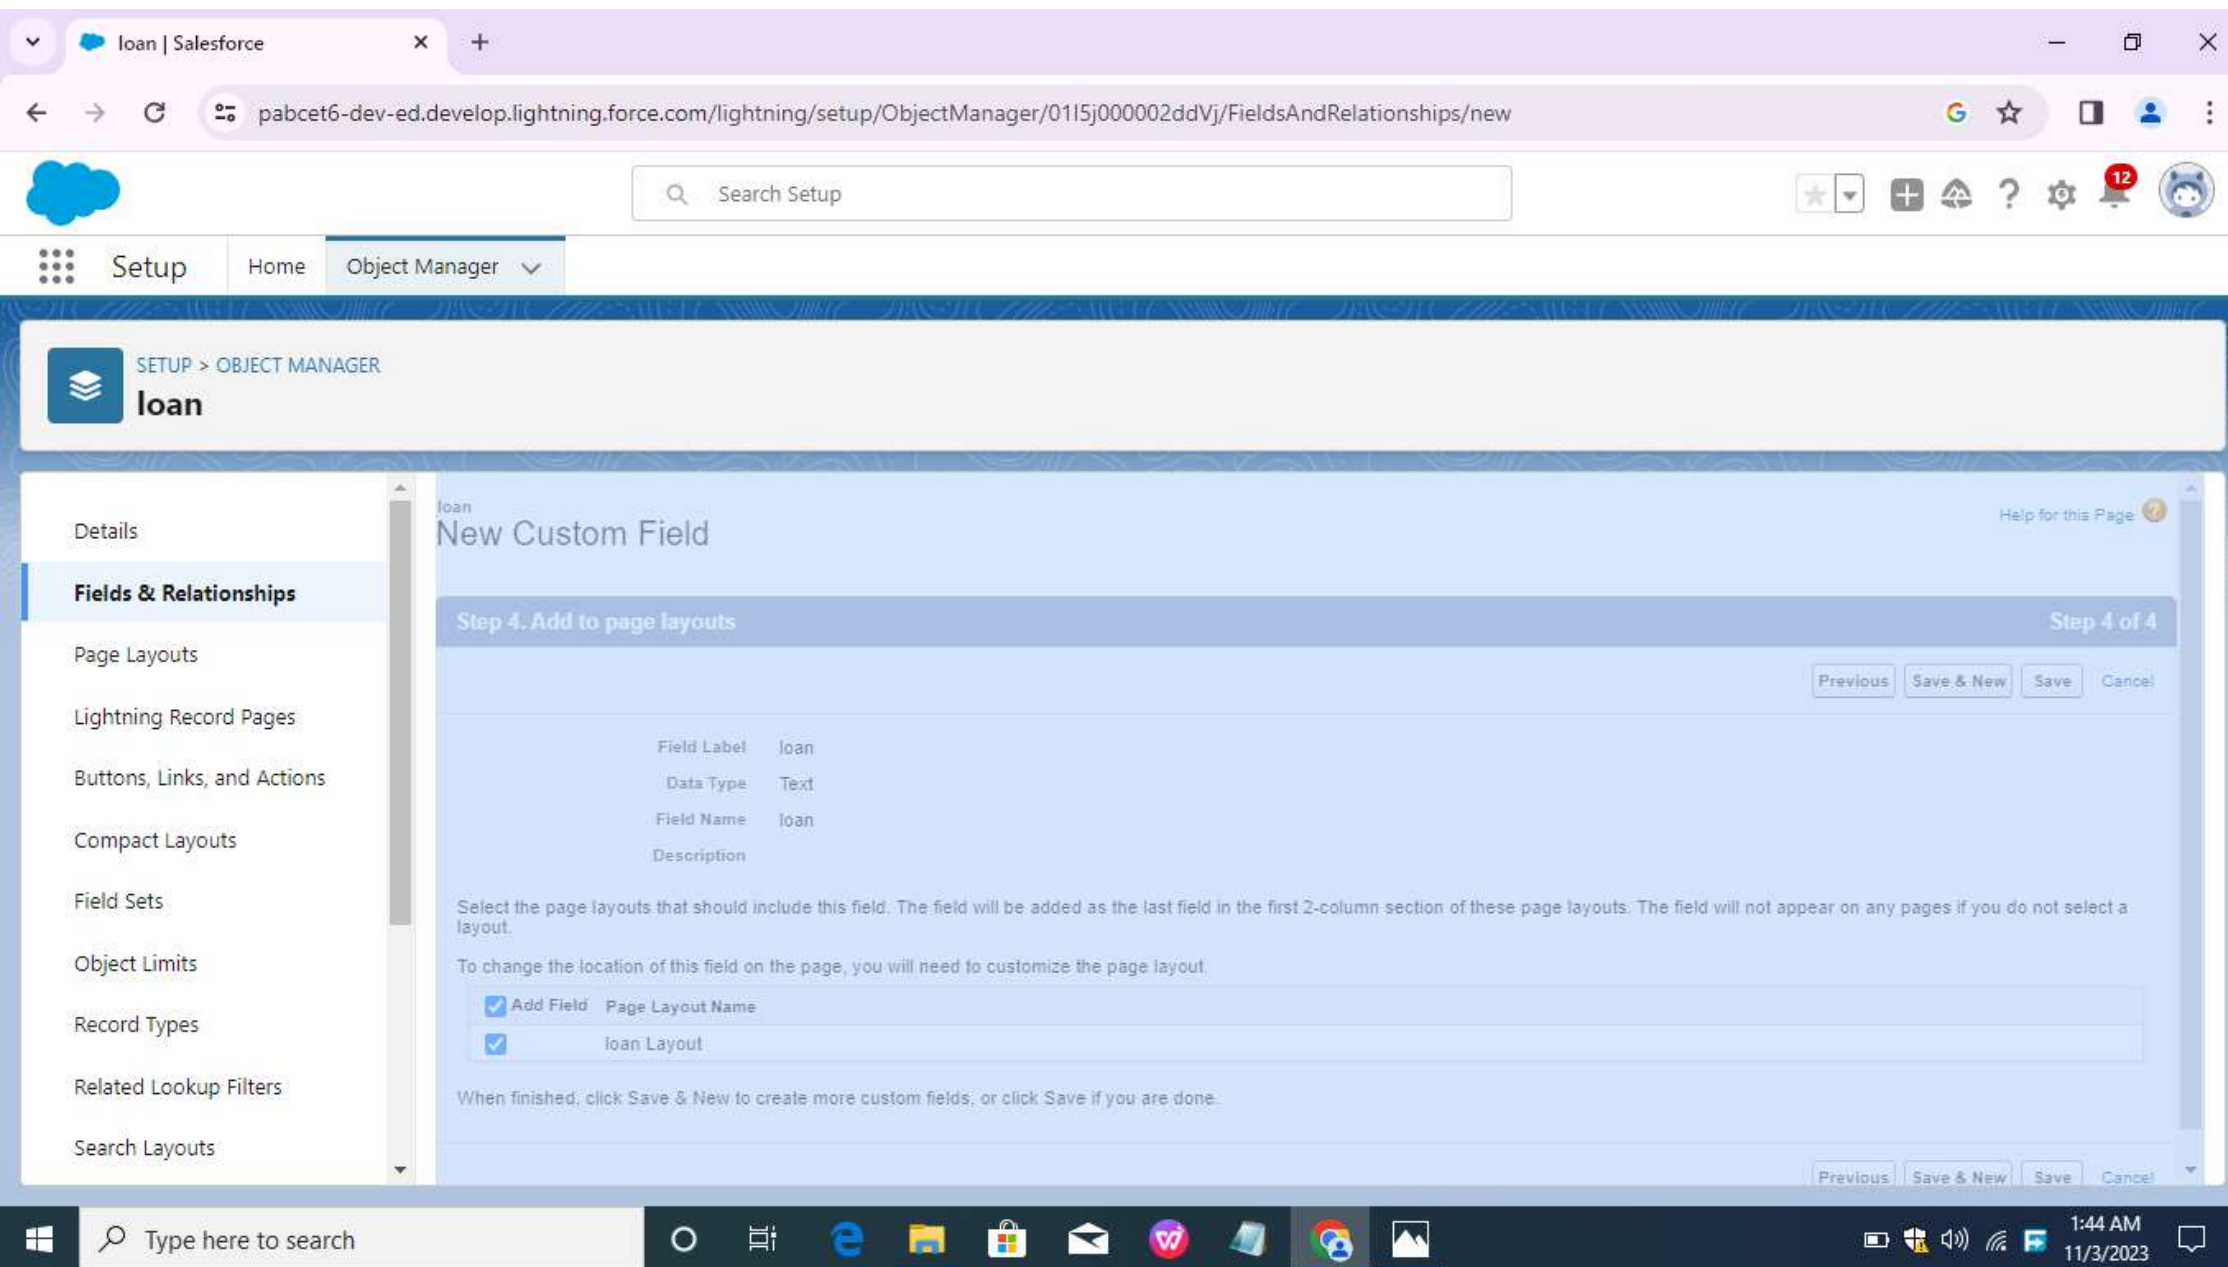 loan | Salesforce
pabcet6-dev-ed.develop.lightning.force.com/lightning/setup/ObjectManager/01I5j000002ddVj/FieldsAndRelationships/new
Search Setup
12
Setup
Home
Object Manager
SETUP > OBJECT MANAGER
loan
Details
Fields & Relationships
Page Layouts
Lightning Record Pages
Buttons, Links, and Actions
Compact Layouts
Field Sets
Object Limits
Record Types
Related Lookup Filters
Search Layouts
loan
New Custom Field
Help for this Page
Step 4. Add to page layouts
Step 4 of 4
Previous Save & New Save Cancel
Field Label loan
Data Type Text
Field Name loan
Description
Select the page layouts that should include this field. The field will be added as the last field in the first 2-column section of these page layouts. The field will not appear on any pages if you do not select a
layout.
To change the location of this field on the page, you will need to customize the page layout.
Add Field Page Layout Name
loan Layout
When finished, click Save & New to create more custom fields, or click Save if you are done.
Previous Save & New Save Cancel
Type here to search
1:44 AM
11/3/2023